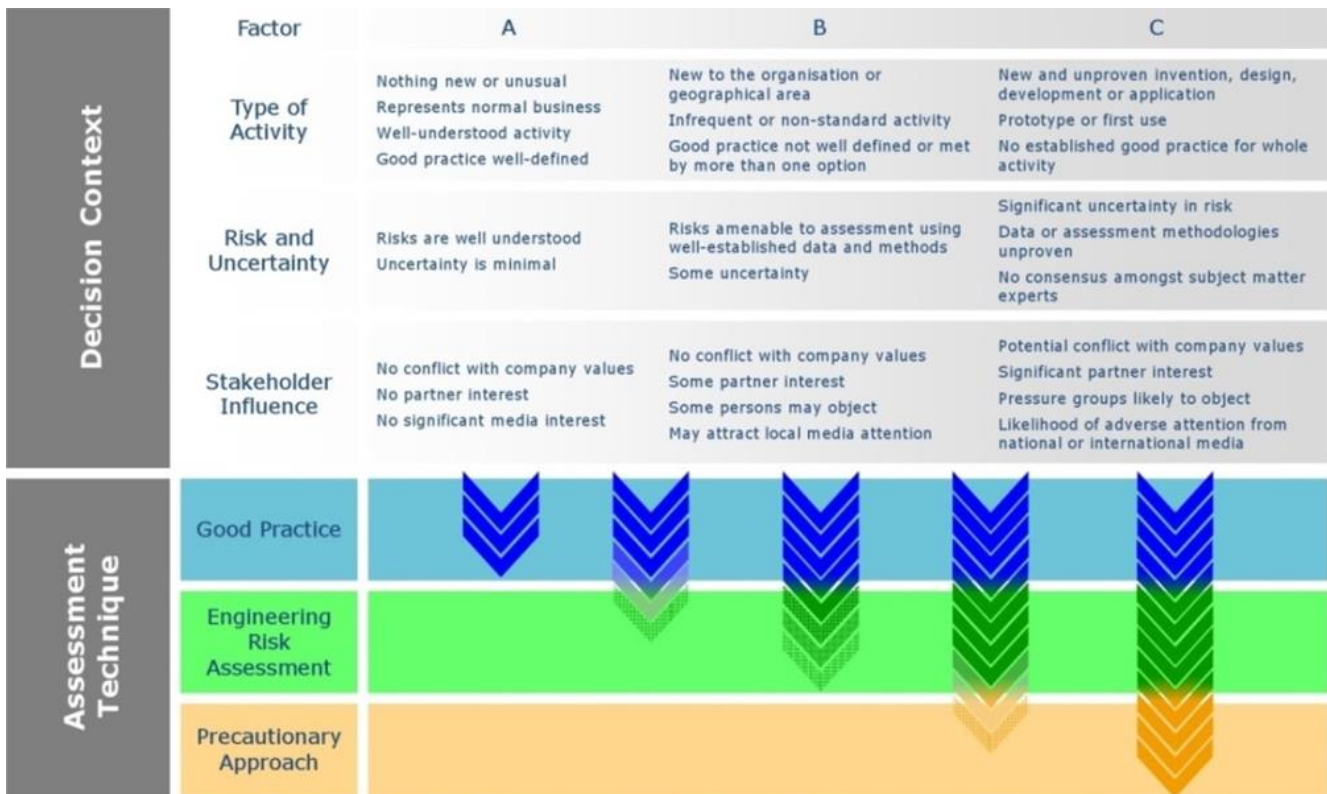 Decision Context
Factor
A
B
C
Type of
Activity
Nothing new or unusual
Represents normal business
Well-understood activity
Good practice well-defined
New to the organisation or
geographical area
Infrequent or non-standard activity
Good practice not well defined or met
by more than one option
New and unproven invention, design,
development or application
Prototype or first use
No established good practice for whole
activity
Risk and
Uncertainty
Risks are well understood
Uncertainty is minimal
Risks amenable to assessment using
well-established data and methods
Some uncertainty
Significant uncertainty in risk
Data or assessment methodologies
unproven
No consensus amongst subject matter
experts
Stakeholder
Influence
No conflict with company values
No partner interest
No significant media interest
No conflict with company values
Some partner interest
Some persons may object
May attract local media attention
Potential conflict with company values
Significant partner interest
Pressure groups likely to object
Likelihood of adverse attention from
national or international media
Assessment
Technique
Good Practice
Engineering
Risk
Assessment
Precautionary
Approach